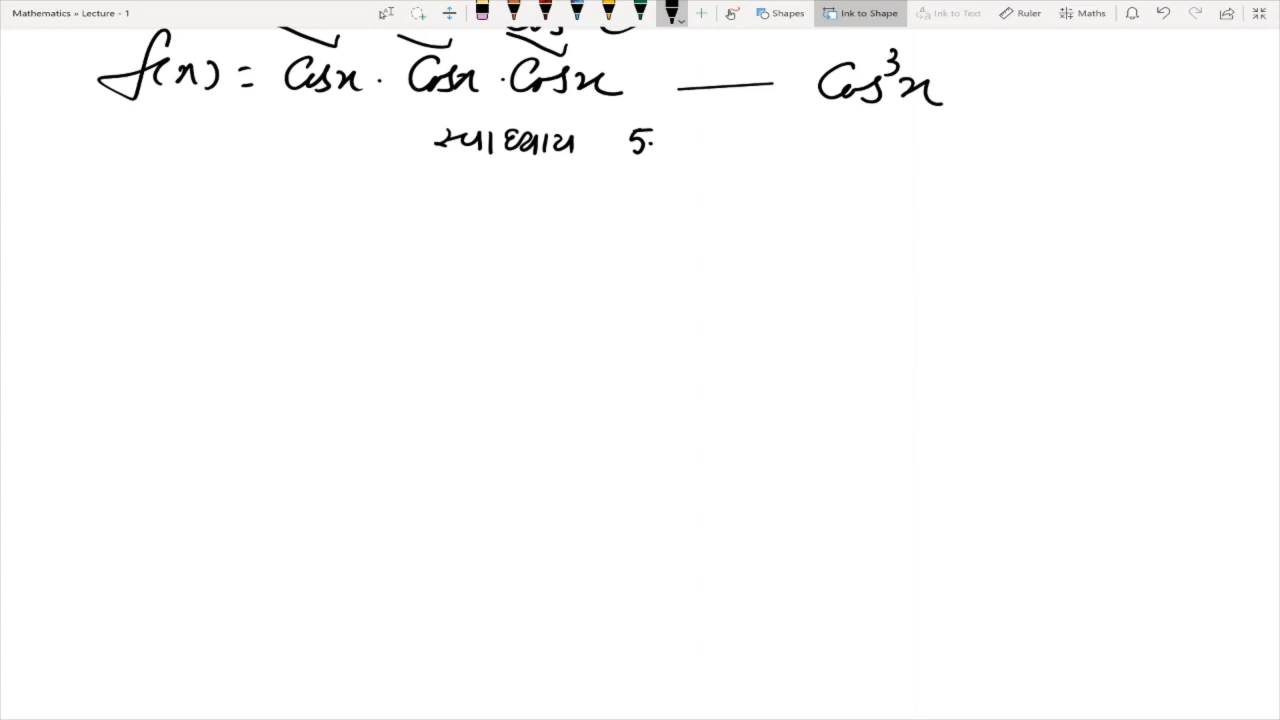 Mathematics » Lecture - 1
Shapes Ink to Shape Ink to Text Ruler Maths
f(x) = Cosx · Cosx · Cosx — Cos³x
સ્વાધ્યાય 5.